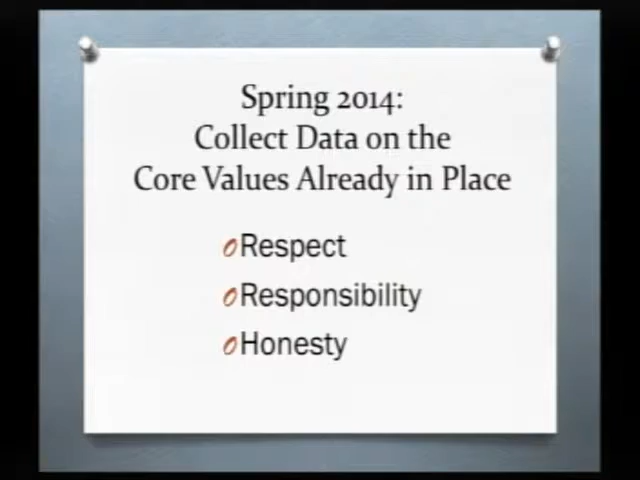 Spring 2014:
Collect Data on the
Core Values Already in Place
Respect
Responsibility
Honesty